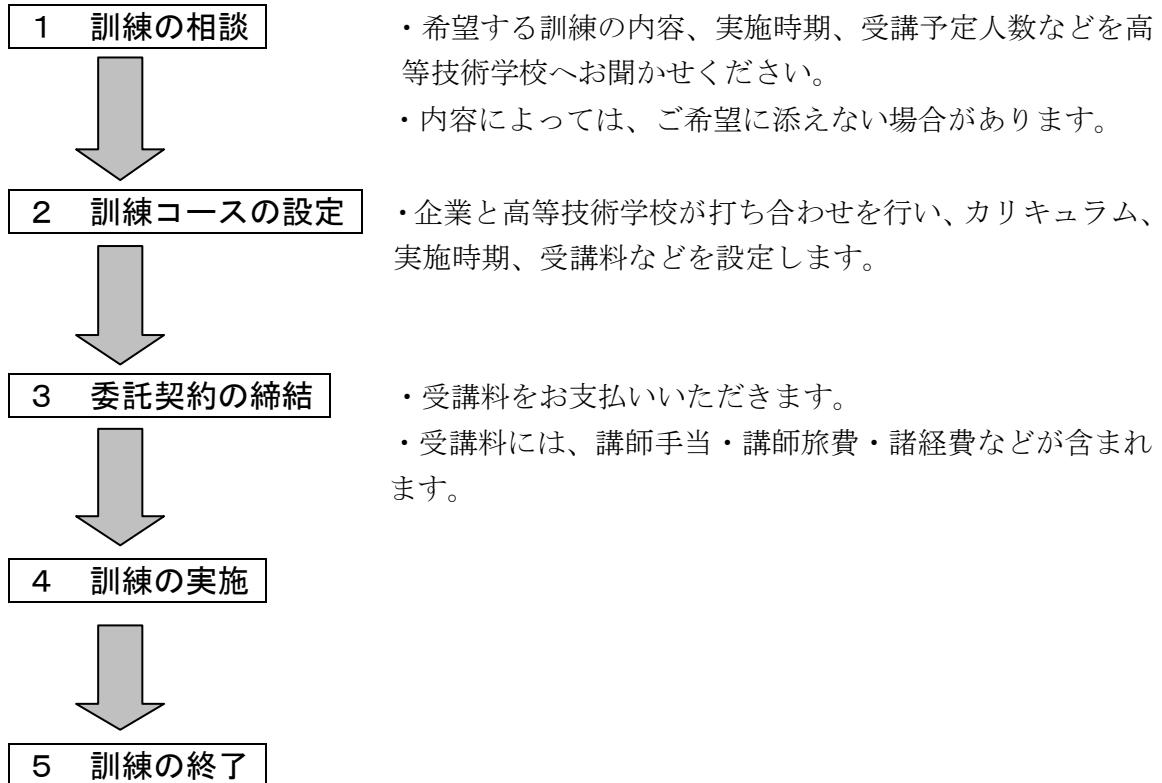 １　訓練の相談
・希望する訓練の内容、実施時期、受講予定人数などを高
等技術学校へお聞かせください。
・内容によっては、ご希望に添えない場合があります。
２　訓練コースの設定
・企業と高等技術学校が打ち合わせを行い、カリキュラム、
実施時期、受講料などを設定します。
３　委託契約の締結
・受講料をお支払いいただきます。
・受講料には、講師手当・講師旅費・諸経費などが含まれ
ます。
４　訓練の実施
５　訓練の終了